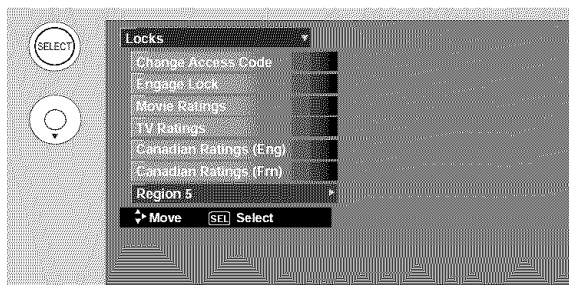 SELECT
Locks
Change Access Code
Engage Lock
Movie Ratings
TV Ratings
Canadian Ratings (Eng)
Canadian Ratings (Frn)
Region 5
Move SEL Select